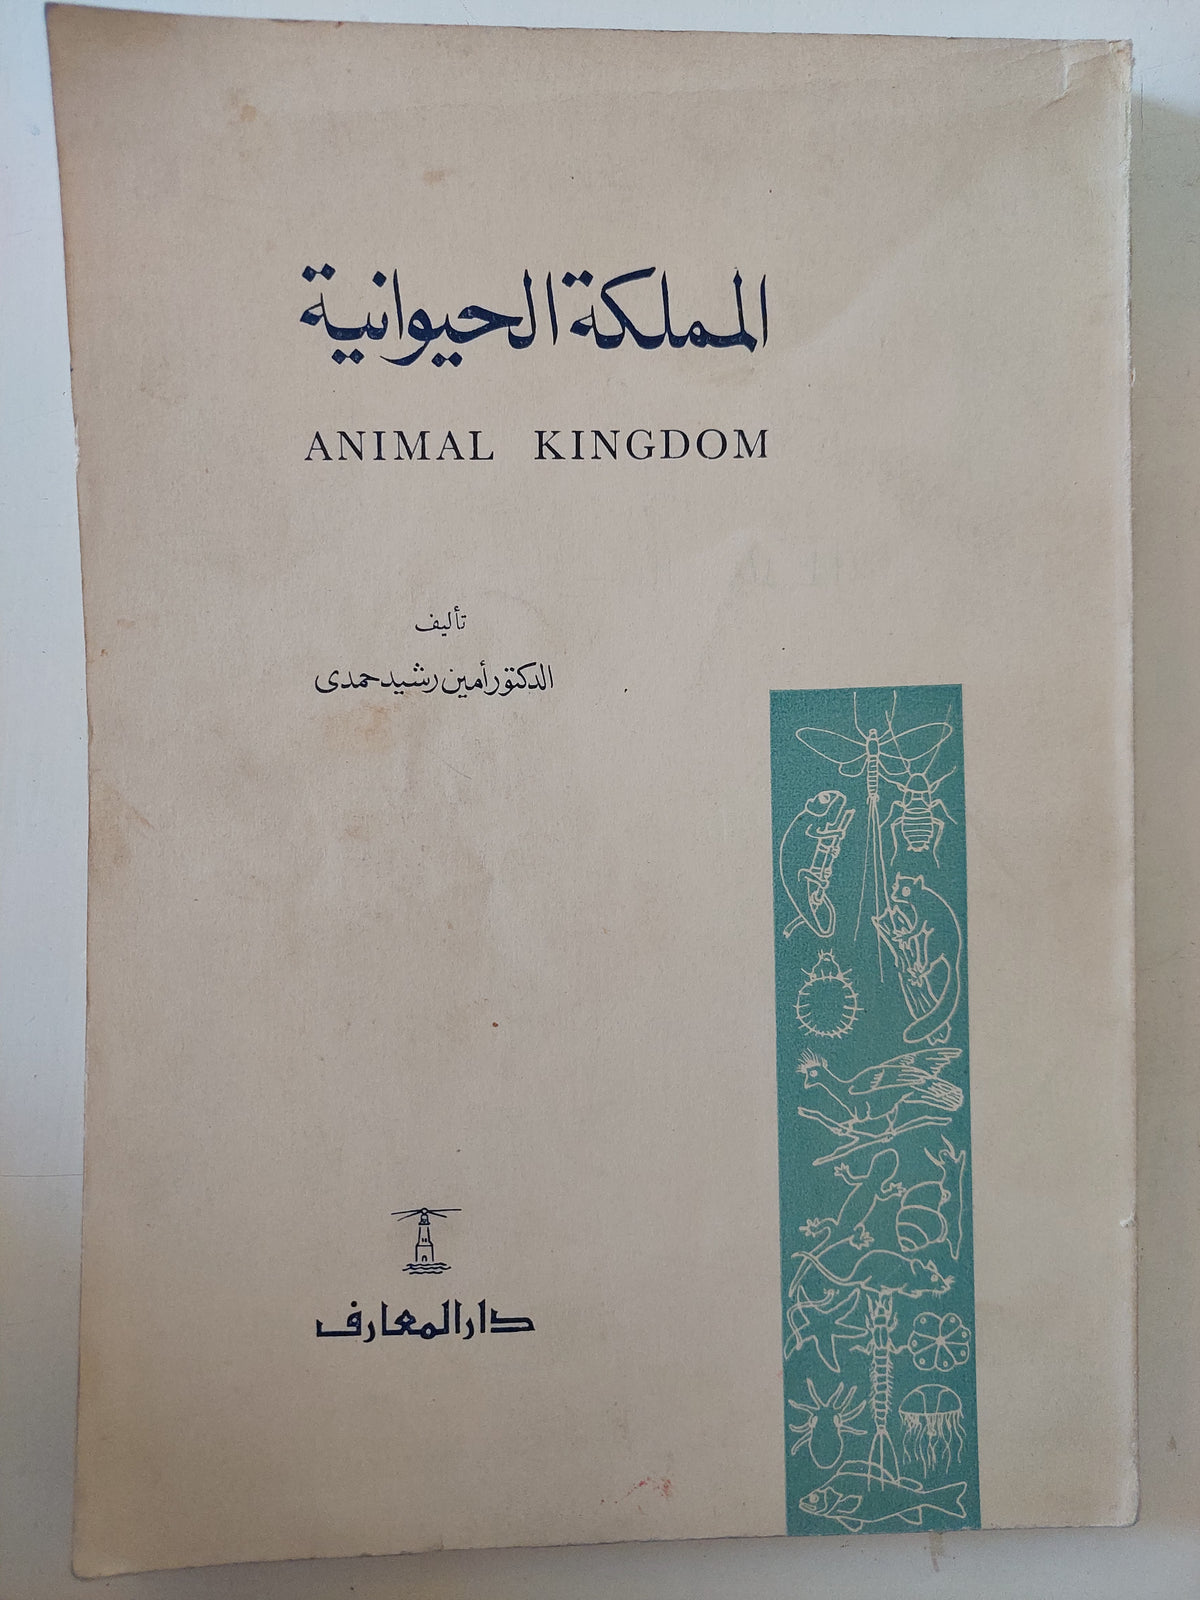 المملكة الحيوانية
ANIMAL KINGDOM
تأليف
الدكتور أمين رشيد حمدى
دار المعارف